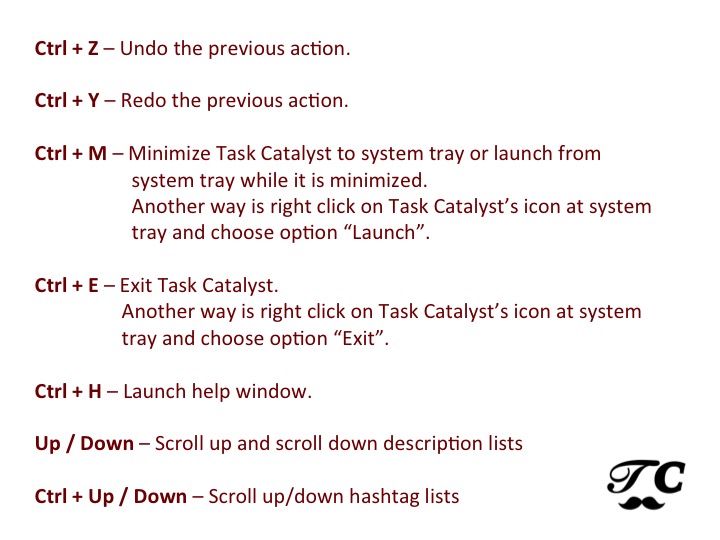 Ctrl + Z – Undo the previous action.
Ctrl + Y – Redo the previous action.
Ctrl + M – Minimize Task Catalyst to system tray or launch from
system tray while it is minimized.
Another way is right click on Task Catalyst’s icon at system
tray and choose option “Launch”.
Ctrl + E – Exit Task Catalyst.
Another way is right click on Task Catalyst’s icon at system
tray and choose option “Exit”.
Ctrl + H – Launch help window.
Up / Down – Scroll up and scroll down description lists
Ctrl + Up / Down – Scroll up/down hashtag lists
TC